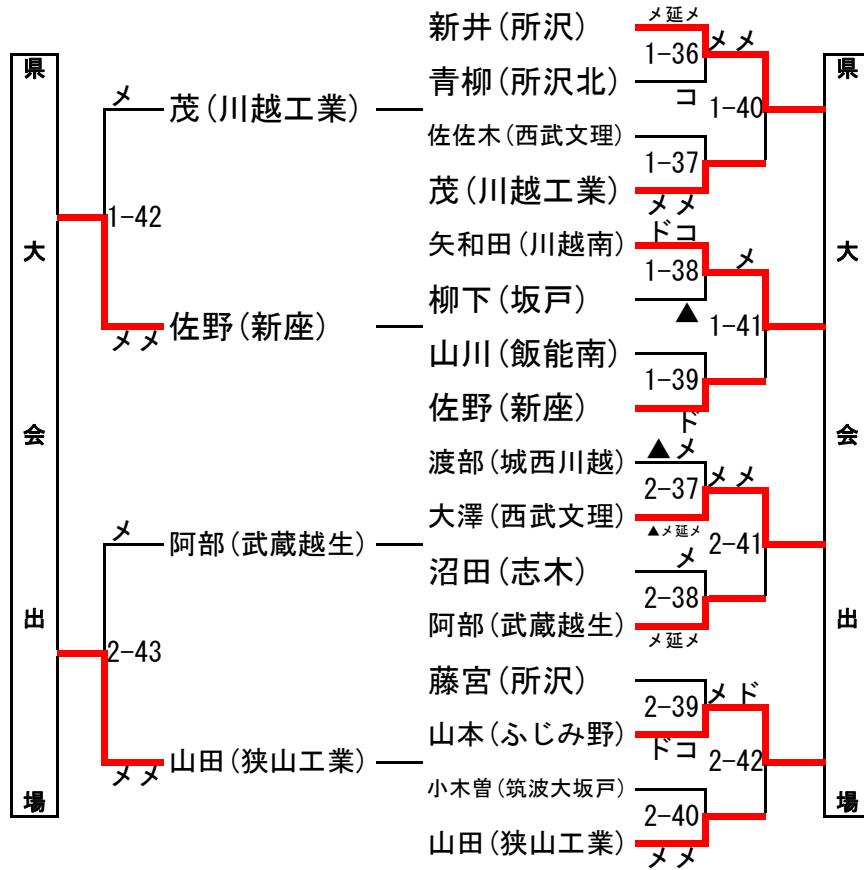 県大会出場
メ
茂(川越工業)
1-42
メメ
佐野(新座)
メ
阿部(武蔵越生)
2-43
メメ
山田(狭山工業)
新井(所沢)
メ延メ
1-36
メメ
青柳(所沢北)
コ
1-40
佐佐木(西武文理)
1-37
茂(川越工業)
メメ
矢和田(川越南)
ドコ
1-38
メ
柳下(坂戸)
▲
1-41
山川(飯能南)
1-39
佐野(新座)
ド
渡部(城西川越)
▲メ
2-37
メメ
大澤(西武文理)
▲メ延メ
2-41
沼田(志木)
メ
2-38
阿部(武蔵越生)
メ延メ
藤宮(所沢)
2-39
メド
山本(ふじみ野)
ドコ
2-42
小木曽(筑波大坂戸)
2-40
山田(狭山工業)
メメ
県大会出場